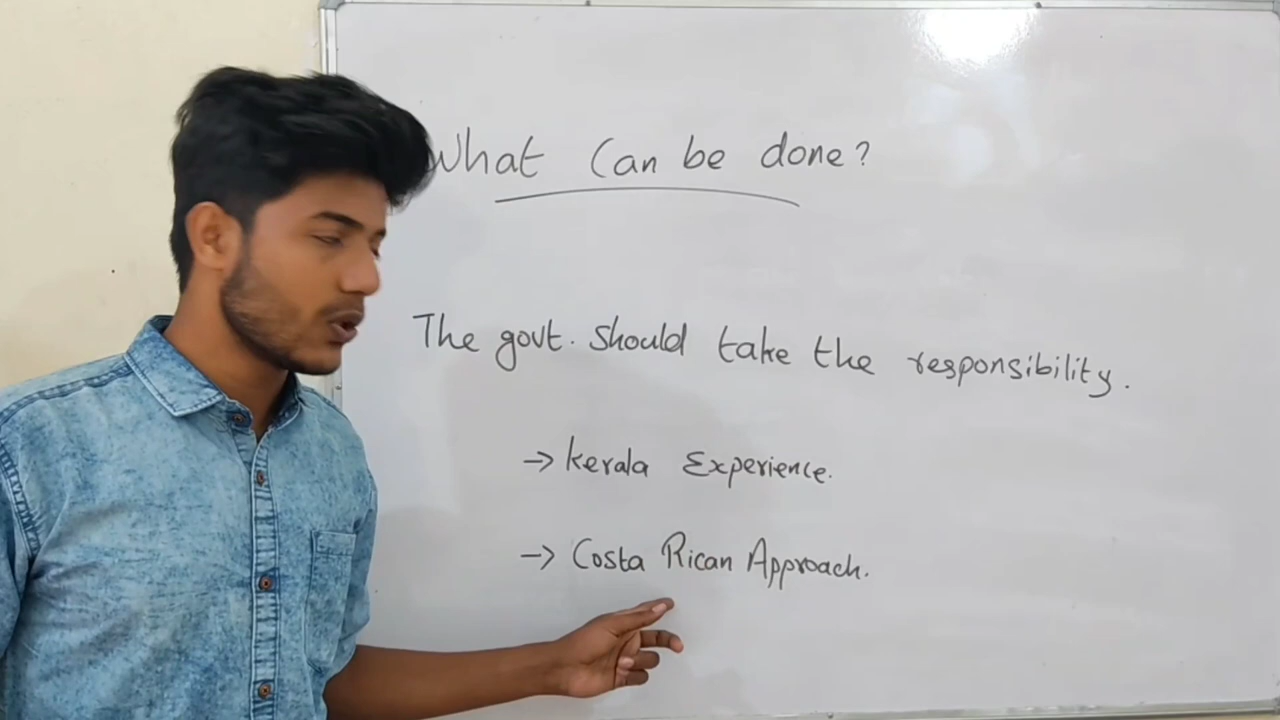 What Can be done?
The govt. should take the responsibility.
→ Kerala Experience.
→ Costa Rican Approach.